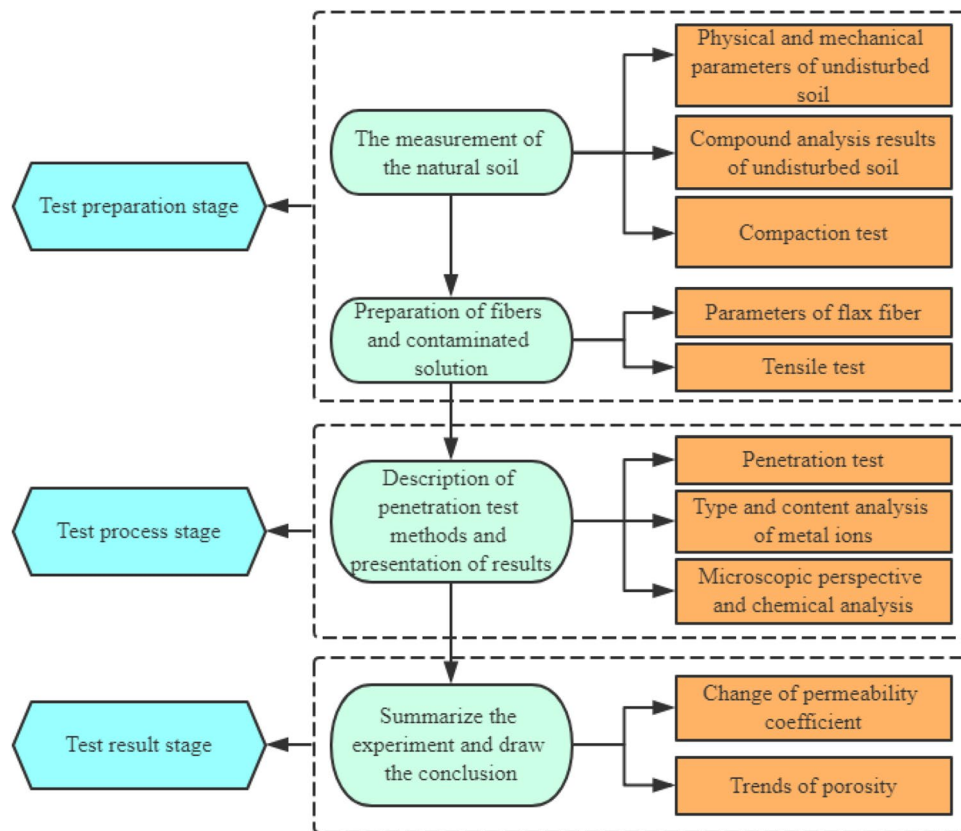 Physical and mechanical
parameters of undisturbed
soil
The measurement of
the natural soil
Compound analysis results
of undisturbed soil
Test preparation stage
Compaction test
Preparation of fibers
and contaminated
solution
Parameters of flax fiber
Tensile test
Description of
penetration test
methods and
presentation of results
Penetration test
Test process stage
Type and content analysis
of metal ions
Microscopic perspective
and chemical analysis
Summarize the
experiment and draw
the conclusion
Change of permeability
coefficient
Test result stage
Trends of porosity